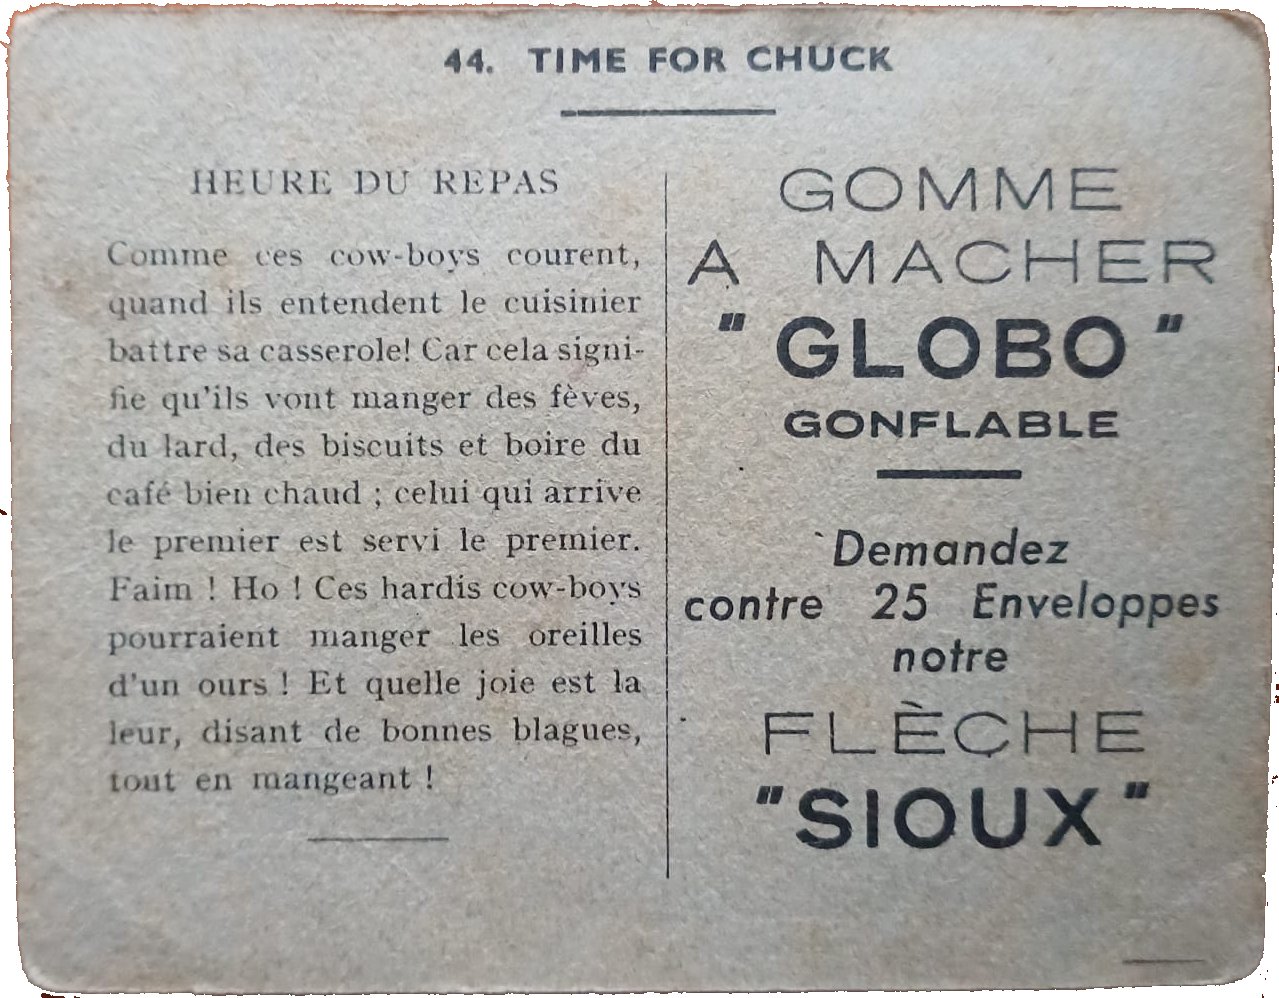 44. TIME FOR CHUCK
HEURE DU REPAS
Comme ces cow-boys courent,
quand ils entendent le cuisinier
battre sa casserole! Car cela signi-
fie qu'ils vont manger des fèves,
du lard, des biscuits et boire du
café bien chaud ; celui qui arrive
le premier est servi le premier.
Faim ! Ho ! Ces hardis cow-boys
pourraient manger les oreilles
d'un ours ! Et quelle joie est la
leur, disant de bonnes blagues,
tout en mangeant !
GOMME
A MACHER
"GLOBO"
GONFLABLE
Demandez
contre 25 Enveloppes
notre
FLÈCHE
"SIOUX"